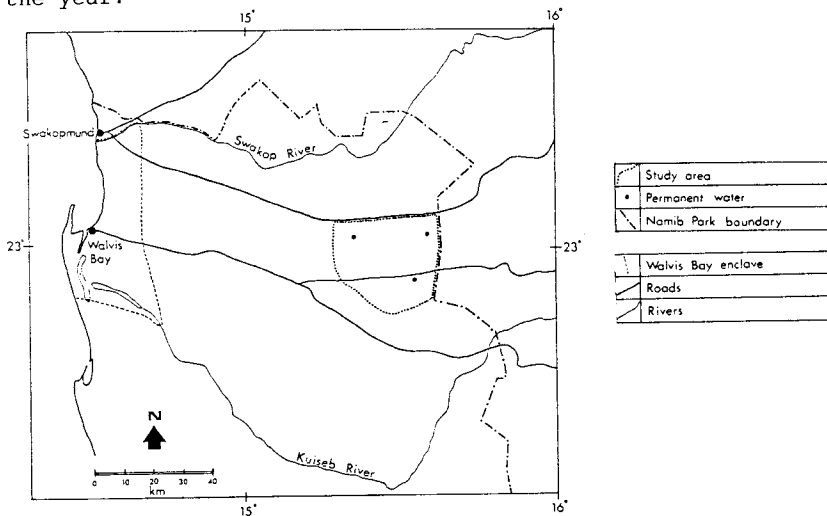 the year.
15°
16°
Swakopmund
Swakop River
23°
Walvis
Bay
23°
N
0 10 20 30 40
km
Kuiseb River
15°
16°
Study area
Permanent water
Namib Park boundary
Walvis Bay enclave
Roads
Rivers